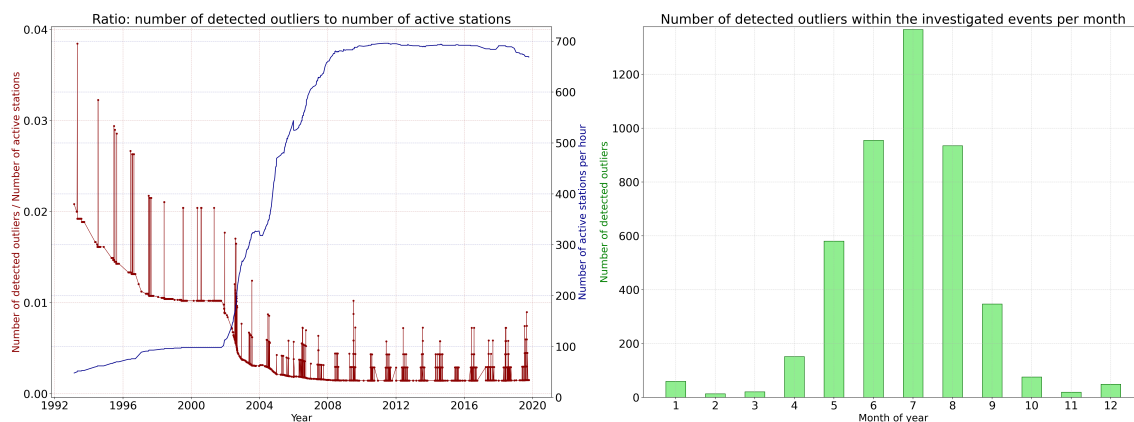 Ratio: number of detected outliers to number of active stations
Number of detected outliers / Number of active stations
0.04
0.03
0.02
0.01
0.00
700
600
500
400
300
200
100
0
Number of active stations per hour
1992 1996 2000 2004 2008 2012 2016 2020
Year
Number of detected outliers within the investigated events per month
Number of detected outliers
1200
1000
800
600
400
200
0
1 2 3 4 5 6 7 8 9 10 11 12
Month of year